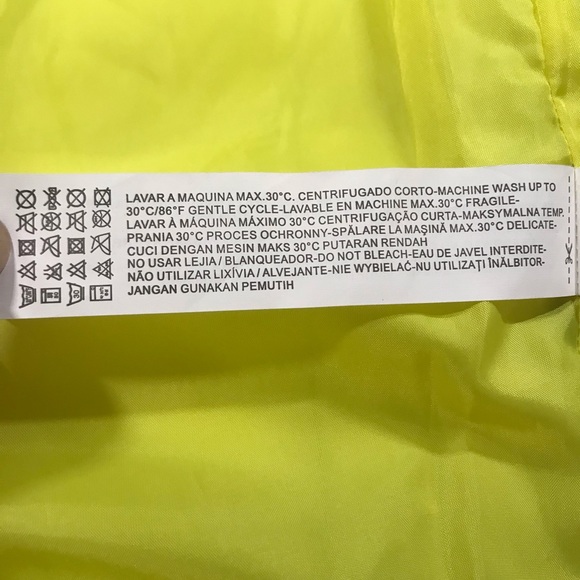 LAVAR A MAQUINA MAX.30°C. CENTRIFUGADO CORTO-MACHINE WASH UP TO
30°C/86°F GENTLE CYCLE-LAVABLE EN MACHINE MAX.30°C FRAGILE-
LAVAR À MÁQUINA MÁXIMO 30°C CENTRIFUGAÇÃO CURTA-MAKSYMALNA TEMP.
PRANIA 30°C PROCES OCHRONNY-SPĂLARE LA MAŞINĂ MAX.30°C DELICATE-
CUCI DENGAN MESIN MAKS 30°C PUTARAN RENDAH
NO USAR LEJIA / BLANQUEADOR-DO NOT BLEACH-EAU DE JAVEL INTERDITE-
NÃO UTILIZAR LIXÍVIA / ALVEJANTE-NIE WYBIELAĆ-NU UTILIZAŢI ÎNĂLBITOR-
JANGAN GUNAKAN PEMUTIH